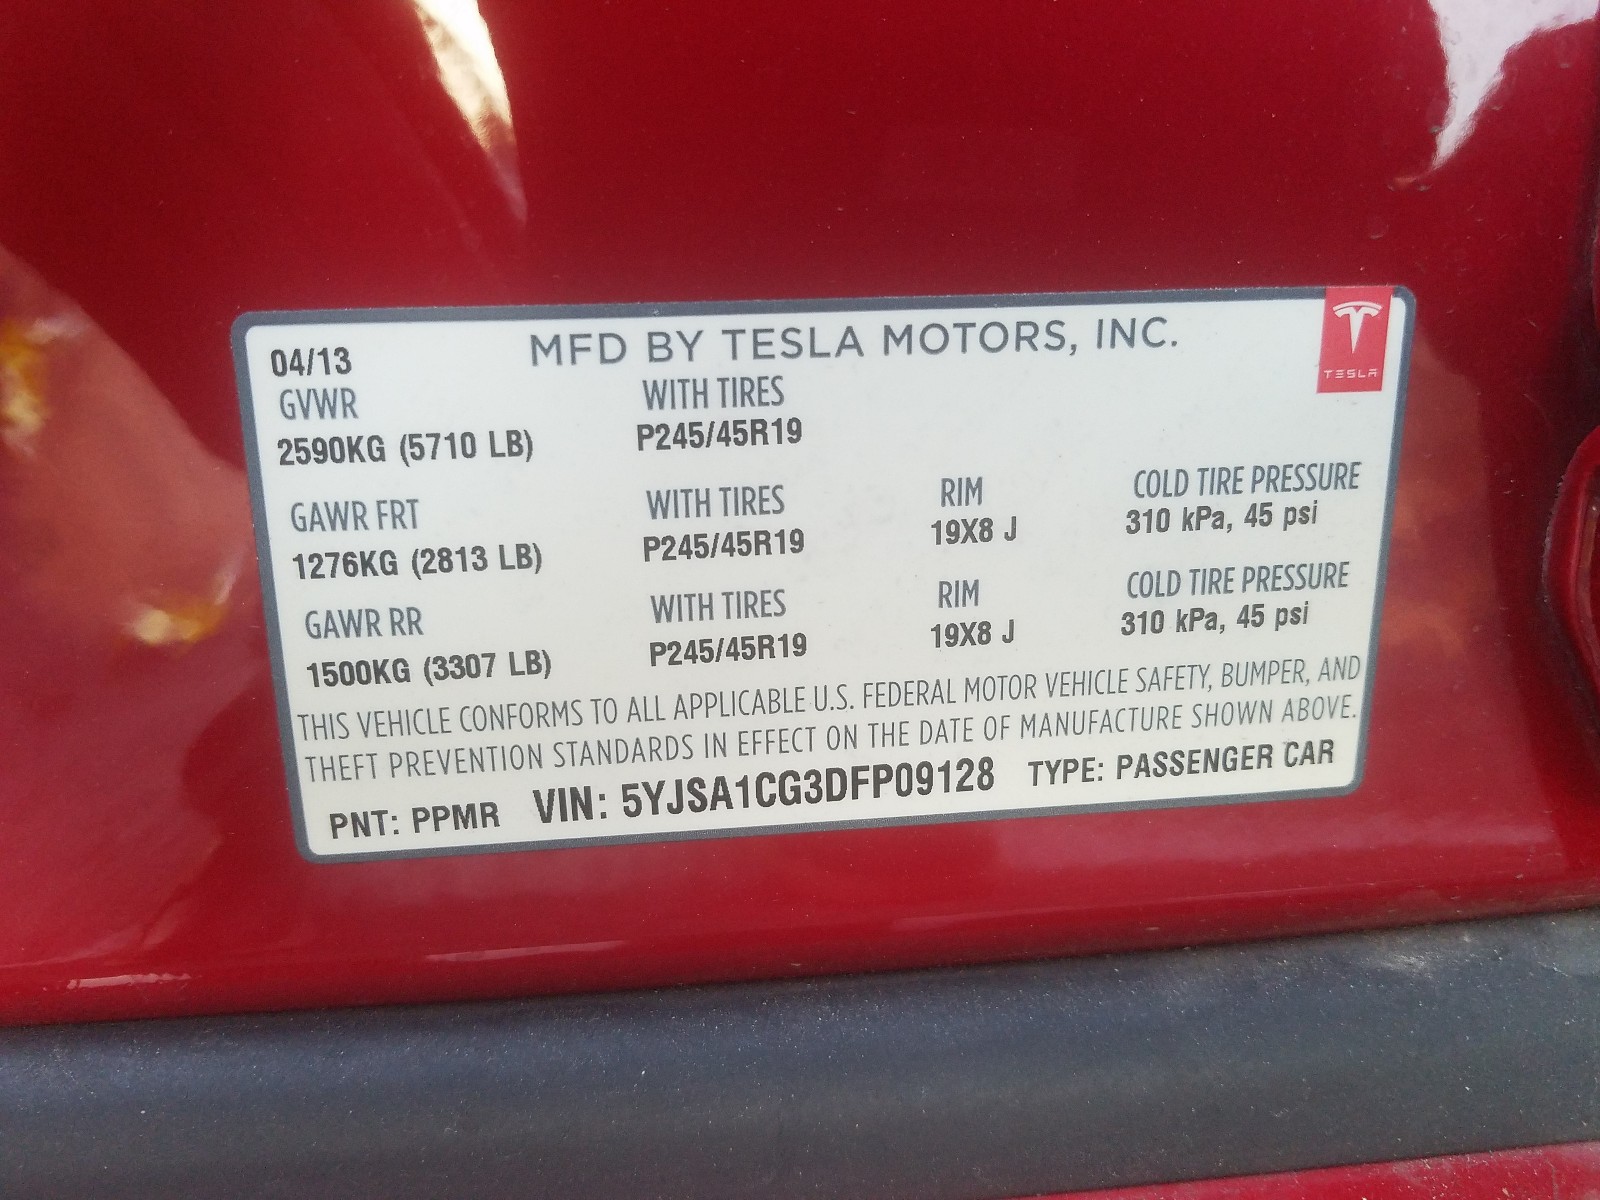 04/13 MFD BY TESLA MOTORS, INC.
TESLA
GVWR WITH TIRES
2590KG (5710 LB) P245/45R19
GAWR FRT WITH TIRES RIM COLD TIRE PRESSURE
1276KG (2813 LB) P245/45R19 19X8 J 310 kPa, 45 psi
GAWR RR WITH TIRES RIM COLD TIRE PRESSURE
1500KG (3307 LB) P245/45R19 19X8 J 310 kPa, 45 psi
THIS VEHICLE CONFORMS TO ALL APPLICABLE U.S. FEDERAL MOTOR VEHICLE SAFETY, BUMPER, AND
THEFT PREVENTION STANDARDS IN EFFECT ON THE DATE OF MANUFACTURE SHOWN ABOVE.
PNT: PPMR VIN: 5YJSA1CG3DFP09128 TYPE: PASSENGER CAR